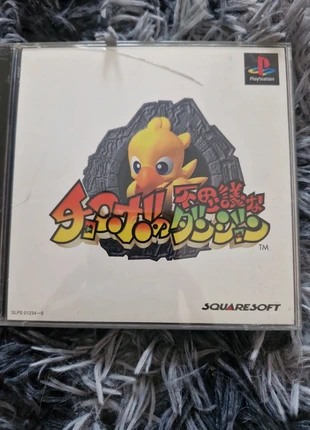 PlayStation
不思議な
チョコボの
ダンジョン
TM
SQUARESOFT
SLPS 01234~5